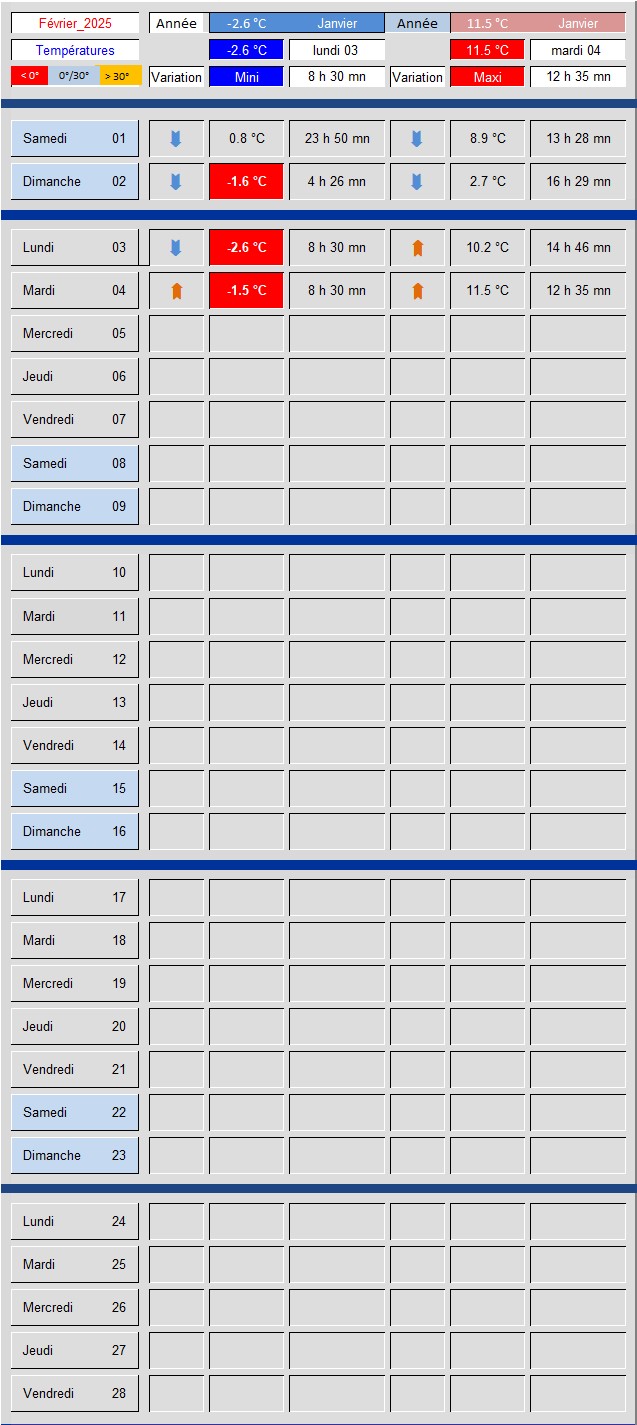 Février_2025 Année -2.6 °C Janvier Année 11.5 °C Janvier
Températures -2.6 °C lundi 03 11.5 °C mardi 04
< 0° 0°/30° > 30° Variation Mini 8 h 30 mn Variation Maxi 12 h 35 mn
Samedi 01 0.8 °C 23 h 50 mn 8.9 °C 13 h 28 mn
Dimanche 02 -1.6 °C 4 h 26 mn 2.7 °C 16 h 29 mn
Lundi 03 -2.6 °C 8 h 30 mn 10.2 °C 14 h 46 mn
Mardi 04 -1.5 °C 8 h 30 mn 11.5 °C 12 h 35 mn
Mercredi 05
Jeudi 06
Vendredi 07
Samedi 08
Dimanche 09
Lundi 10
Mardi 11
Mercredi 12
Jeudi 13
Vendredi 14
Samedi 15
Dimanche 16
Lundi 17
Mardi 18
Mercredi 19
Jeudi 20
Vendredi 21
Samedi 22
Dimanche 23
Lundi 24
Mardi 25
Mercredi 26
Jeudi 27
Vendredi 28